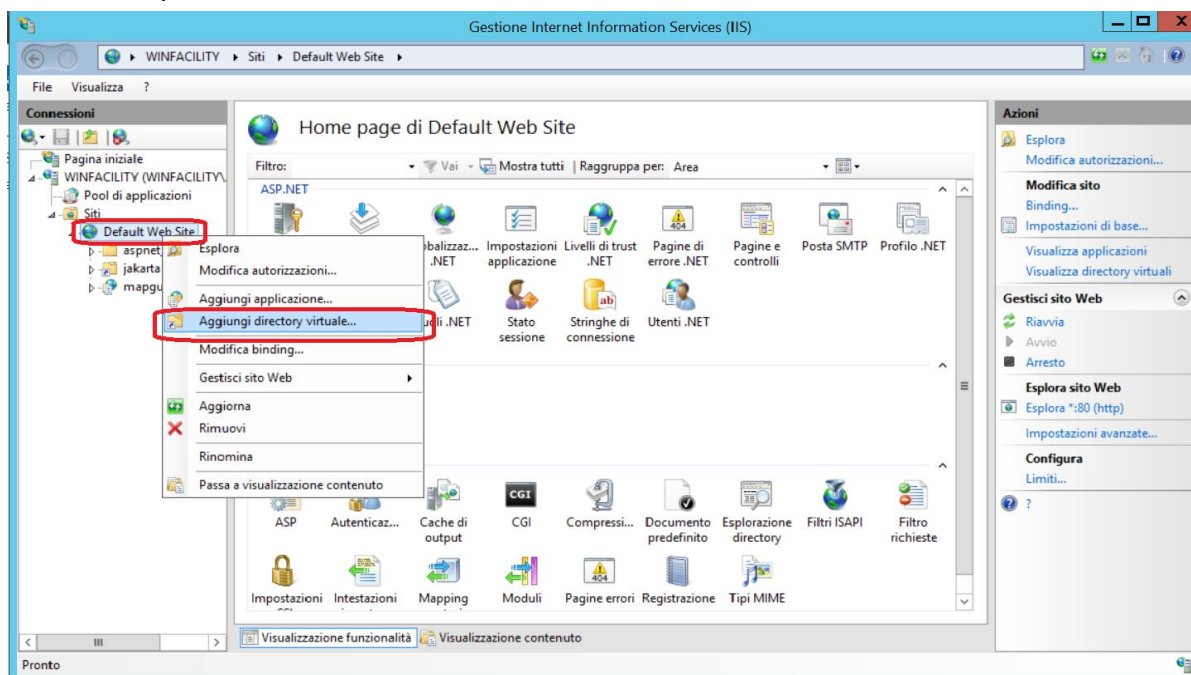 Gestione Internet Information Services (IIS)
WINFACILITY Siti Default Web Site
File Visualizza ?
Connessioni
Pagina iniziale
WINFACILITY (WINFACILITY\
Pool di applicazioni
Siti
Default Web Site
aspnet
jakarta
mapgu
Esplora
Modifica autorizzazioni...
Aggiungi applicazione...
Aggiungi directory virtuale...
Modifica binding...
Gestisci sito Web
Aggiorna
Rimuovi
Rinomina
Passa a visualizzazione contenuto
Home page di Default Web Site
Filtro: Vai Mostra tutti Raggruppa per: Area
ASP.NET
obalizzaz... Impostazioni Livelli di trust Pagine di Pagine e Posta SMTP Profilo .NET
.NET applicazione .NET errore .NET controlli
.NET Stato Stringhe di Utenti .NET
sessione connessione
ASP Autenticaz... Cache di CGI Compressi... Documento Esplorazione Filtri ISAPI Filtro
output predefinito directory richieste
Impostazioni Intestazioni Mapping Moduli Pagine errori Registrazione Tipi MIME
Visualizzazione funzionalità Visualizzazione contenuto
Azioni
Esplora
Modifica autorizzazioni...
Modifica sito
Binding...
Impostazioni di base...
Visualizza applicazioni
Visualizza directory virtuali
Gestisci sito Web
Riavvia
Avvio
Arresto
Esplora sito Web
Esplora *:80 (http)
Impostazioni avanzate...
Configura
Limiti...
?
Pronto